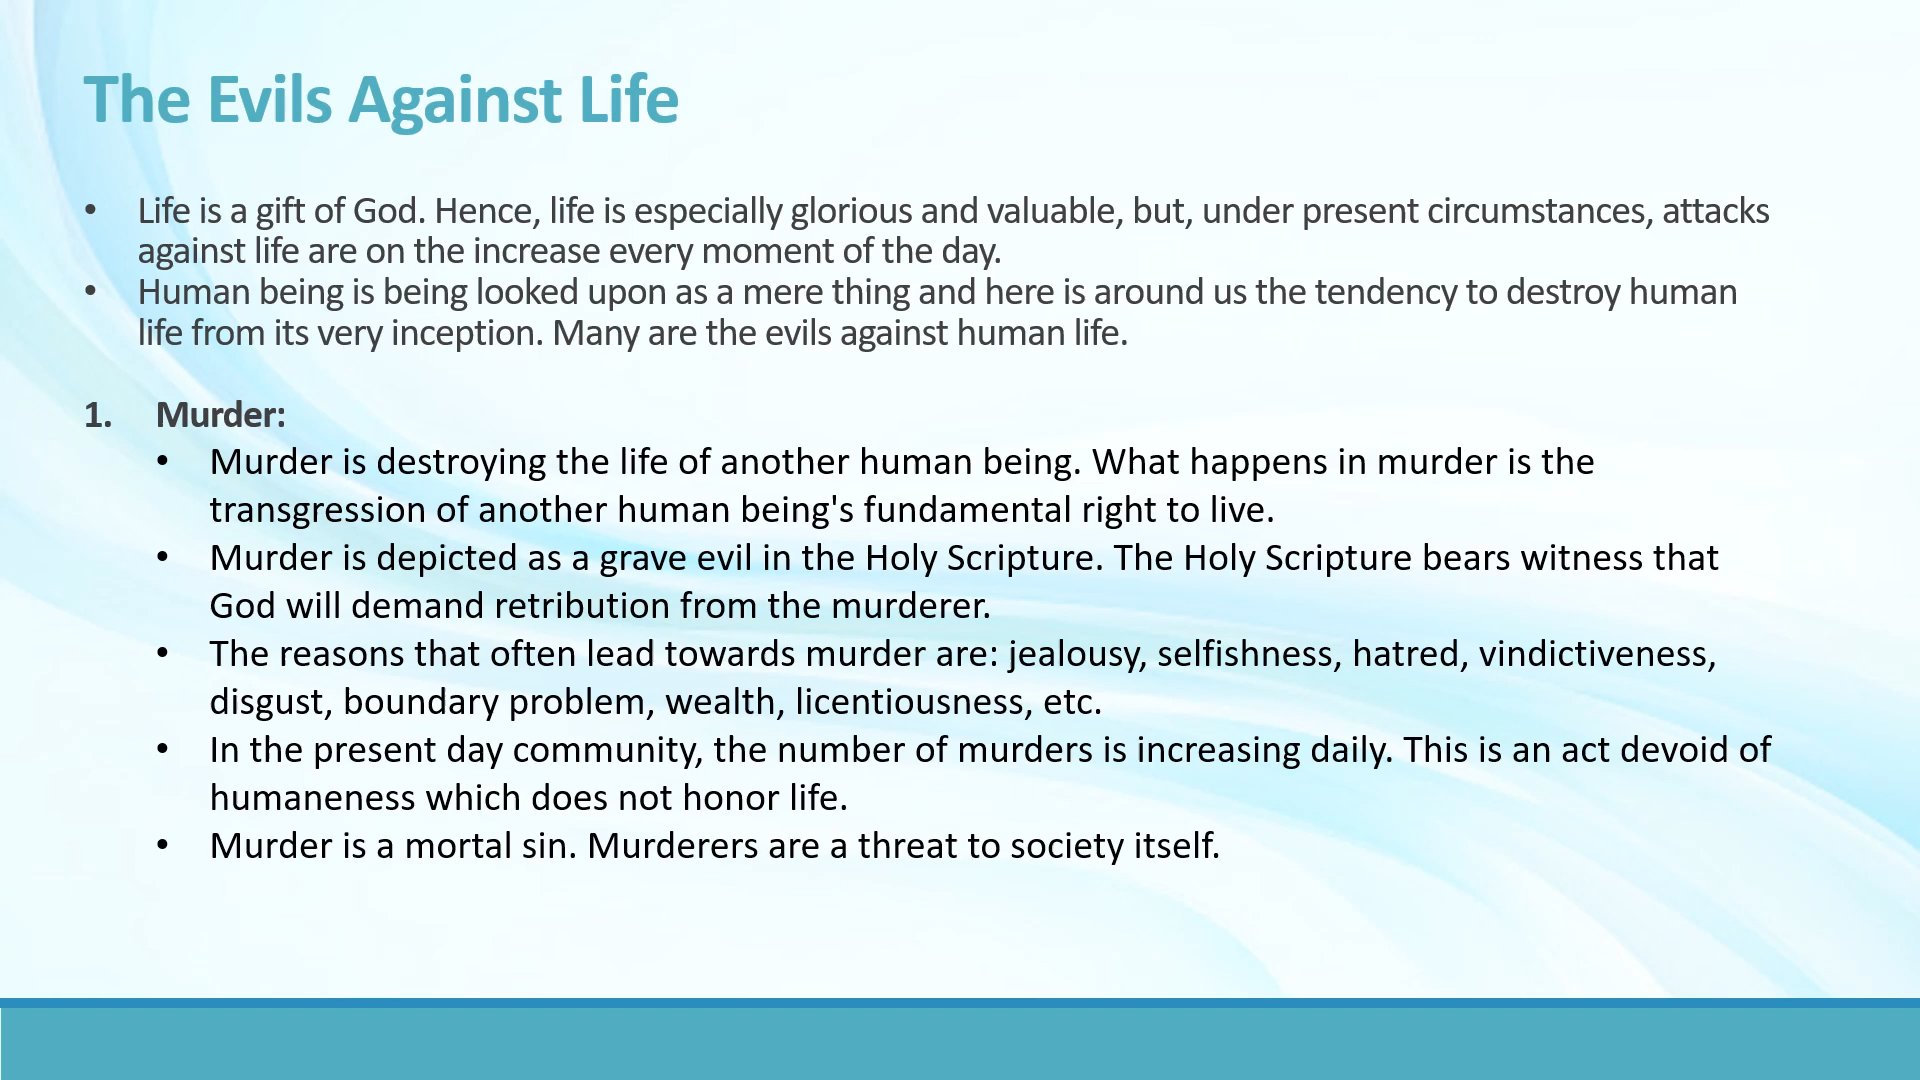 The Evils Against Life
• Life is a gift of God. Hence, life is especially glorious and valuable, but, under present circumstances, attacks
against life are on the increase every moment of the day.
• Human being is being looked upon as a mere thing and here is around us the tendency to destroy human
life from its very inception. Many are the evils against human life.
1. Murder:
• Murder is destroying the life of another human being. What happens in murder is the
transgression of another human being's fundamental right to live.
• Murder is depicted as a grave evil in the Holy Scripture. The Holy Scripture bears witness that
God will demand retribution from the murderer.
• The reasons that often lead towards murder are: jealousy, selfishness, hatred, vindictiveness,
disgust, boundary problem, wealth, licentiousness, etc.
• In the present day community, the number of murders is increasing daily. This is an act devoid of
humaneness which does not honor life.
• Murder is a mortal sin. Murderers are a threat to society itself.